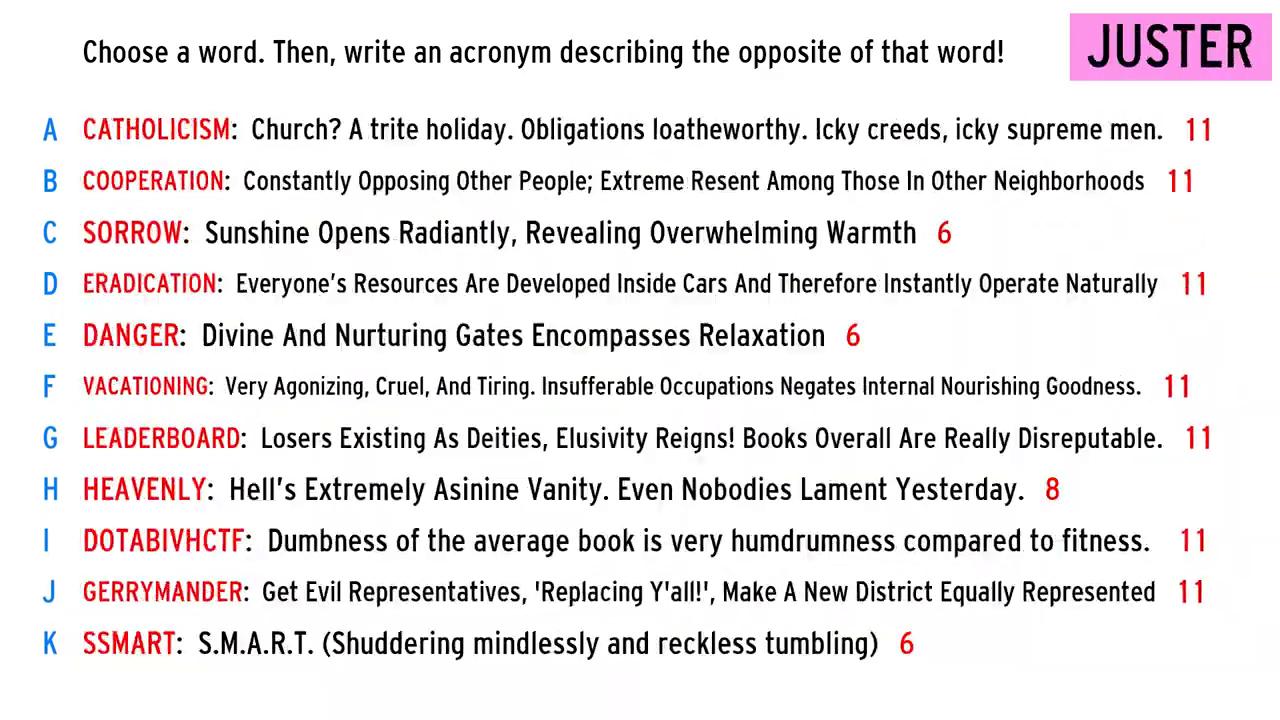 Choose a word. Then, write an acronym describing the opposite of that word!
JUSTER
A CATHOLICISM: Church? A trite holiday. Obligations loatheworthy. Icky creeds, icky supreme men. 11
B COOPERATION: Constantly Opposing Other People; Extreme Resent Among Those In Other Neighborhoods 11
C SORROW: Sunshine Opens Radiantly, Revealing Overwhelming Warmth 6
D ERADICATION: Everyone's Resources Are Developed Inside Cars And Therefore Instantly Operate Naturally 11
E DANGER: Divine And Nurturing Gates Encompasses Relaxation 6
F VACATIONING: Very Agonizing, Cruel, And Tiring. Insufferable Occupations Negates Internal Nourishing Goodness. 11
G LEADERBOARD: Losers Existing As Deities, Elusivity Reigns! Books Overall Are Really Disreputable. 11
H HEAVENLY: Hell's Extremely Asinine Vanity. Even Nobodies Lament Yesterday. 8
I DOTABIVHCTF: Dumbness of the average book is very humdrumness compared to fitness. 11
J GERRYMANDER: Get Evil Representatives, 'Replacing Y'all!', Make A New District Equally Represented 11
K SSMART: S.M.A.R.T. (Shuddering mindlessly and reckless tumbling) 6